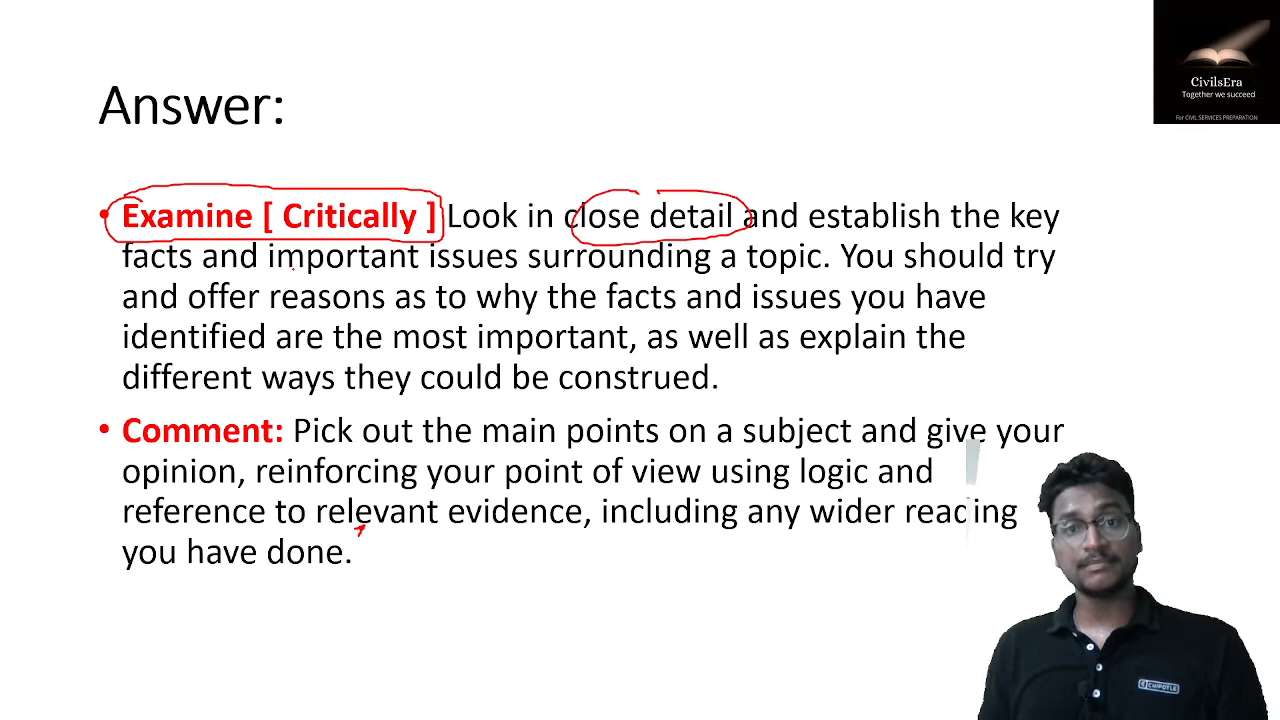 CivilsEra
Together we succeed
For CIVIL SERVICES PREPARATION
Answer:
• Examine [ Critically ] Look in close detail and establish the key
facts and important issues surrounding a topic. You should try
and offer reasons as to why the facts and issues you have
identified are the most important, as well as explain the
different ways they could be construed.
• Comment: Pick out the main points on a subject and give your
opinion, reinforcing your point of view using logic and
reference to relevant evidence, including any wider reading
you have done.
CHIPOTLE